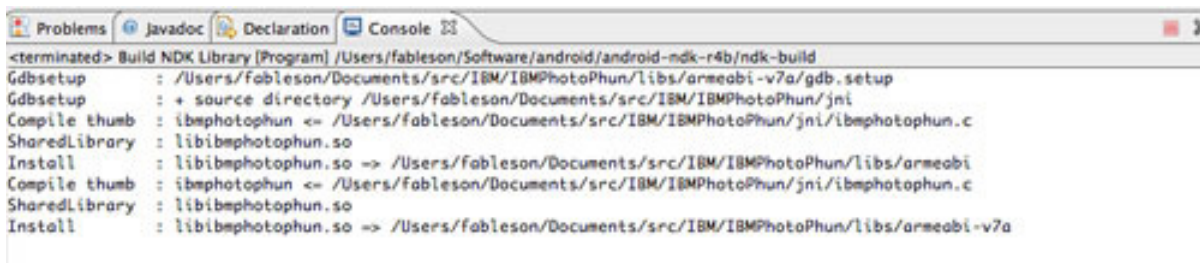 Problems @ Javadoc Declaration Console
<terminated> Build NDK Library [Program] /Users/fableson/Software/android/android-ndk-r4b/ndk-build
Gdbsetup : /Users/fableson/Documents/src/IBM/IBMPhotoPhun/libs/armeabi-v7a/gdb.setup
Gdbsetup : + source directory /Users/fableson/Documents/src/IBM/IBMPhotoPhun/jni
Compile thumb : ibmphotophun <= /Users/fableson/Documents/src/IBM/IBMPhotoPhun/jni/ibmphotophun.c
SharedLibrary : libibmphotophun.so
Install : libibmphotophun.so => /Users/fableson/Documents/src/IBM/IBMPhotoPhun/libs/armeabi
Compile thumb : ibmphotophun <= /Users/fableson/Documents/src/IBM/IBMPhotoPhun/jni/ibmphotophun.c
SharedLibrary : libibmphotophun.so
Install : libibmphotophun.so => /Users/fableson/Documents/src/IBM/IBMPhotoPhun/libs/armeabi-v7a